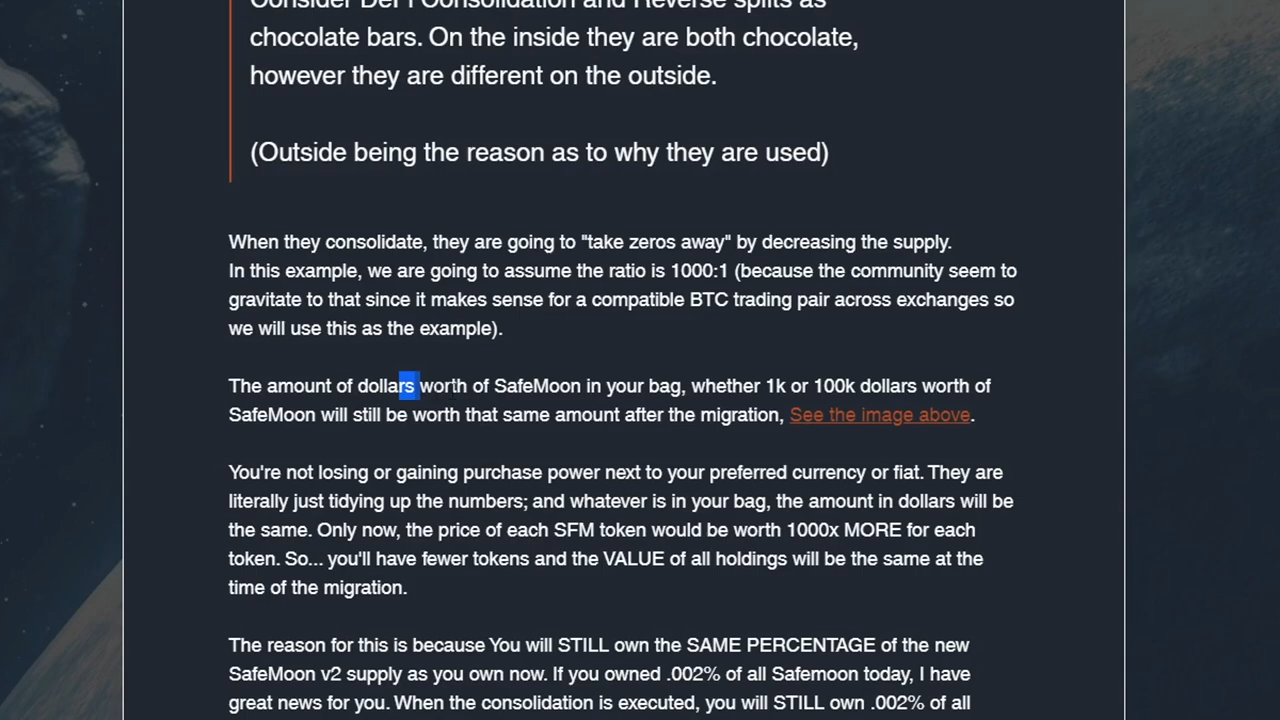 Consider DeFi Consolidation and Reverse splits as
chocolate bars. On the inside they are both chocolate,
however they are different on the outside.
(Outside being the reason as to why they are used)
When they consolidate, they are going to "take zeros away" by decreasing the supply.
In this example, we are going to assume the ratio is 1000:1 (because the community seem to
gravitate to that since it makes sense for a compatible BTC trading pair across exchanges so
we will use this as the example).
The amount of dollars worth of SafeMoon in your bag, whether 1k or 100k dollars worth of
SafeMoon will still be worth that same amount after the migration, See the image above.
You're not losing or gaining purchase power next to your preferred currency or fiat. They are
literally just tidying up the numbers; and whatever is in your bag, the amount in dollars will be
the same. Only now, the price of each SFM token would be worth 1000x MORE for each
token. So... you'll have fewer tokens and the VALUE of all holdings will be the same at the
time of the migration.
The reason for this is because You will STILL own the SAME PERCENTAGE of the new
SafeMoon v2 supply as you own now. If you owned .002% of all Safemoon today, I have
great news for you. When the consolidation is executed, you will STILL own .002% of all